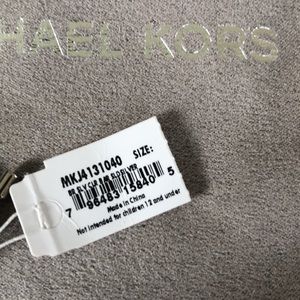 HAEL KORS
MKJ4131040 SIZE:
7 96483 15840 5
Made in China
Not intended for children 12 and under